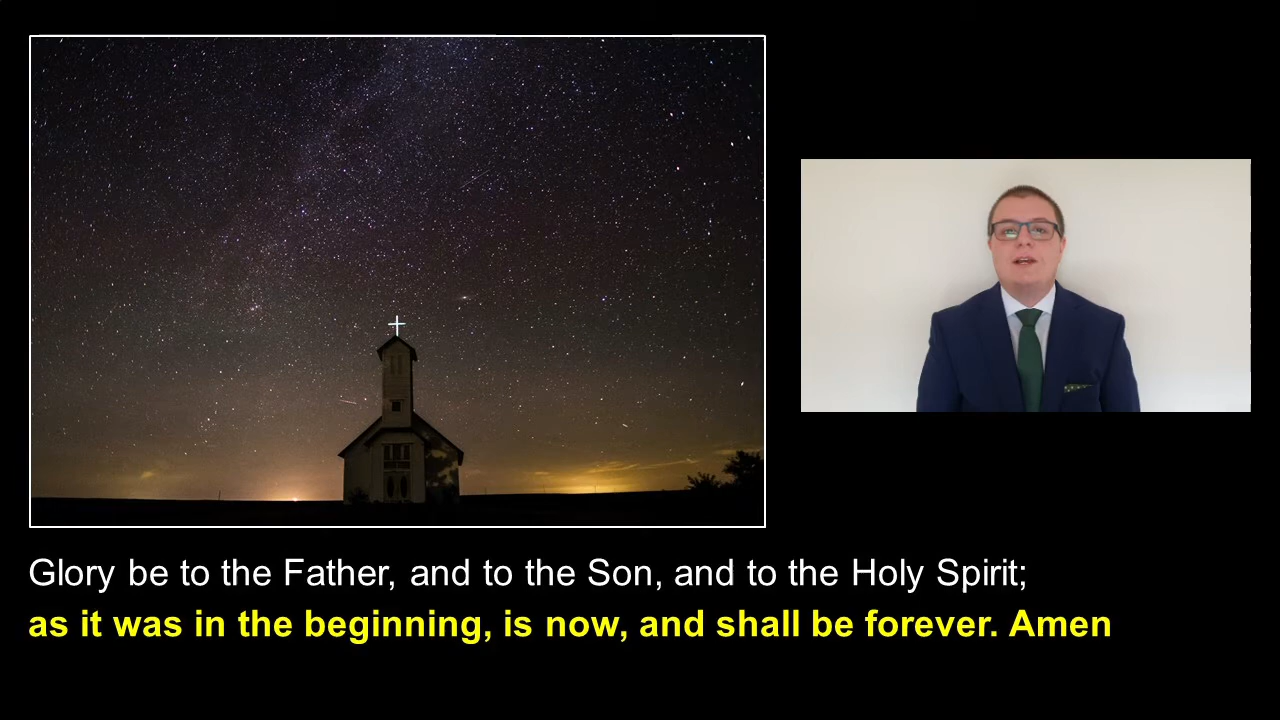 Glory be to the Father, and to the Son, and to the Holy Spirit;
as it was in the beginning, is now, and shall be forever. Amen